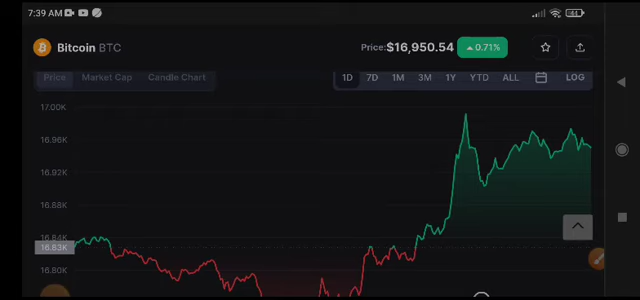 7:39 AM
44
Bitcoin BTC
Price: $16,950.54 0.71%
Price Market Cap Candle Chart
1D 7D 1M 3M 1Y YTD ALL LOG
17.00K
16.96K
16.92K
16.88K
16.84K
16.83K
16.80K